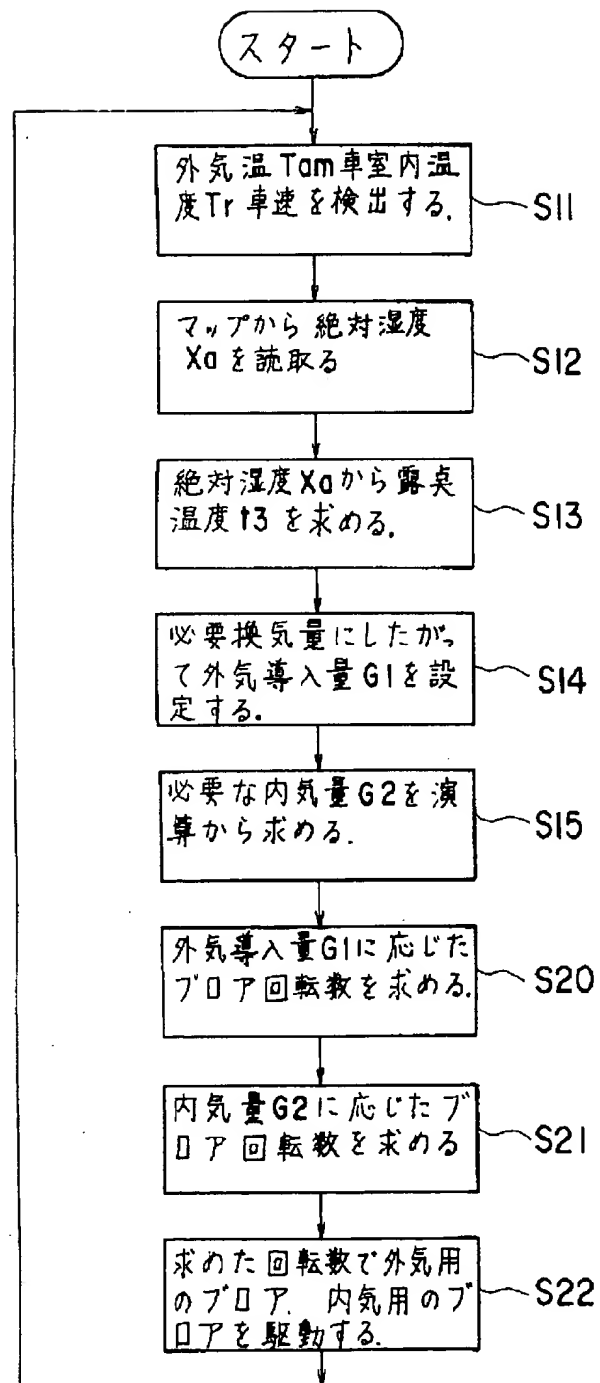 スタート
外気温Tam車室内温
度Tr車速を検出する.
S11
マップから絶対湿度
Xaを読取る
S12
絶対湿度Xaから露点
温度t3を求める.
S13
必要換気量にしたがっ
て外気導入量G1を設
定する.
S14
必要な内気量G2を演
算から求める.
S15
外気導入量G1に応じた
ブロア回転数を求める.
S20
内気量G2に応じたブ
ロア回転数を求める
S21
求めた回転数で外気用
のブロア. 内気用のブ
ロアを駆動する.
S22